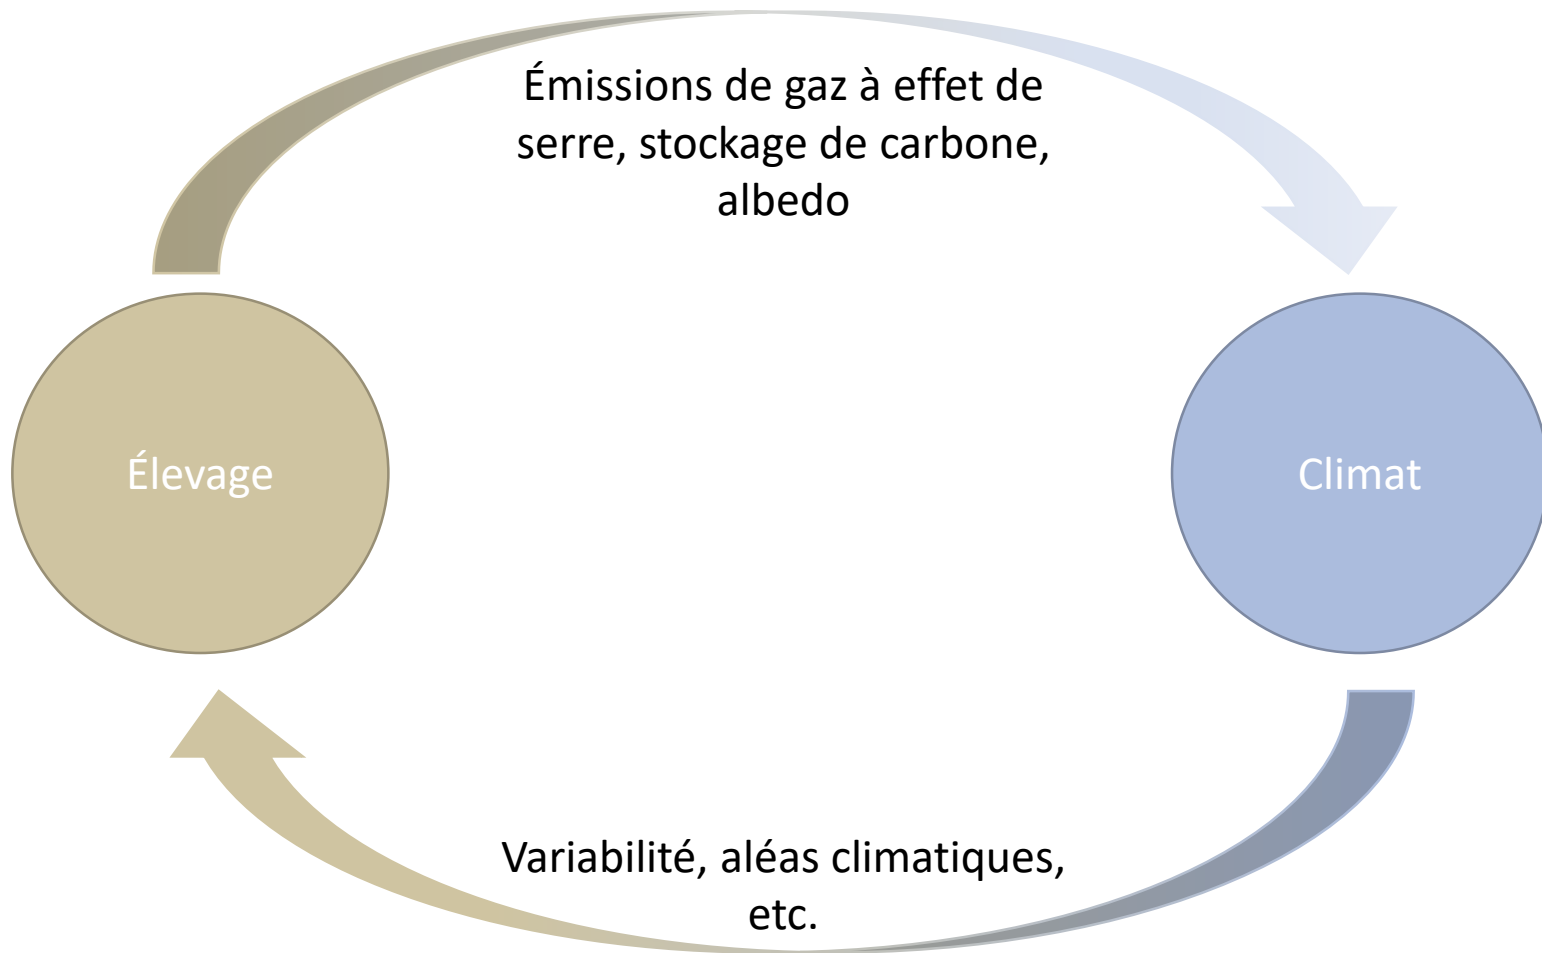 Émissions de gaz à effet de
serre, stockage de carbone,
albedo
Élevage
Climat
Variabilité, aléas climatiques,
etc.